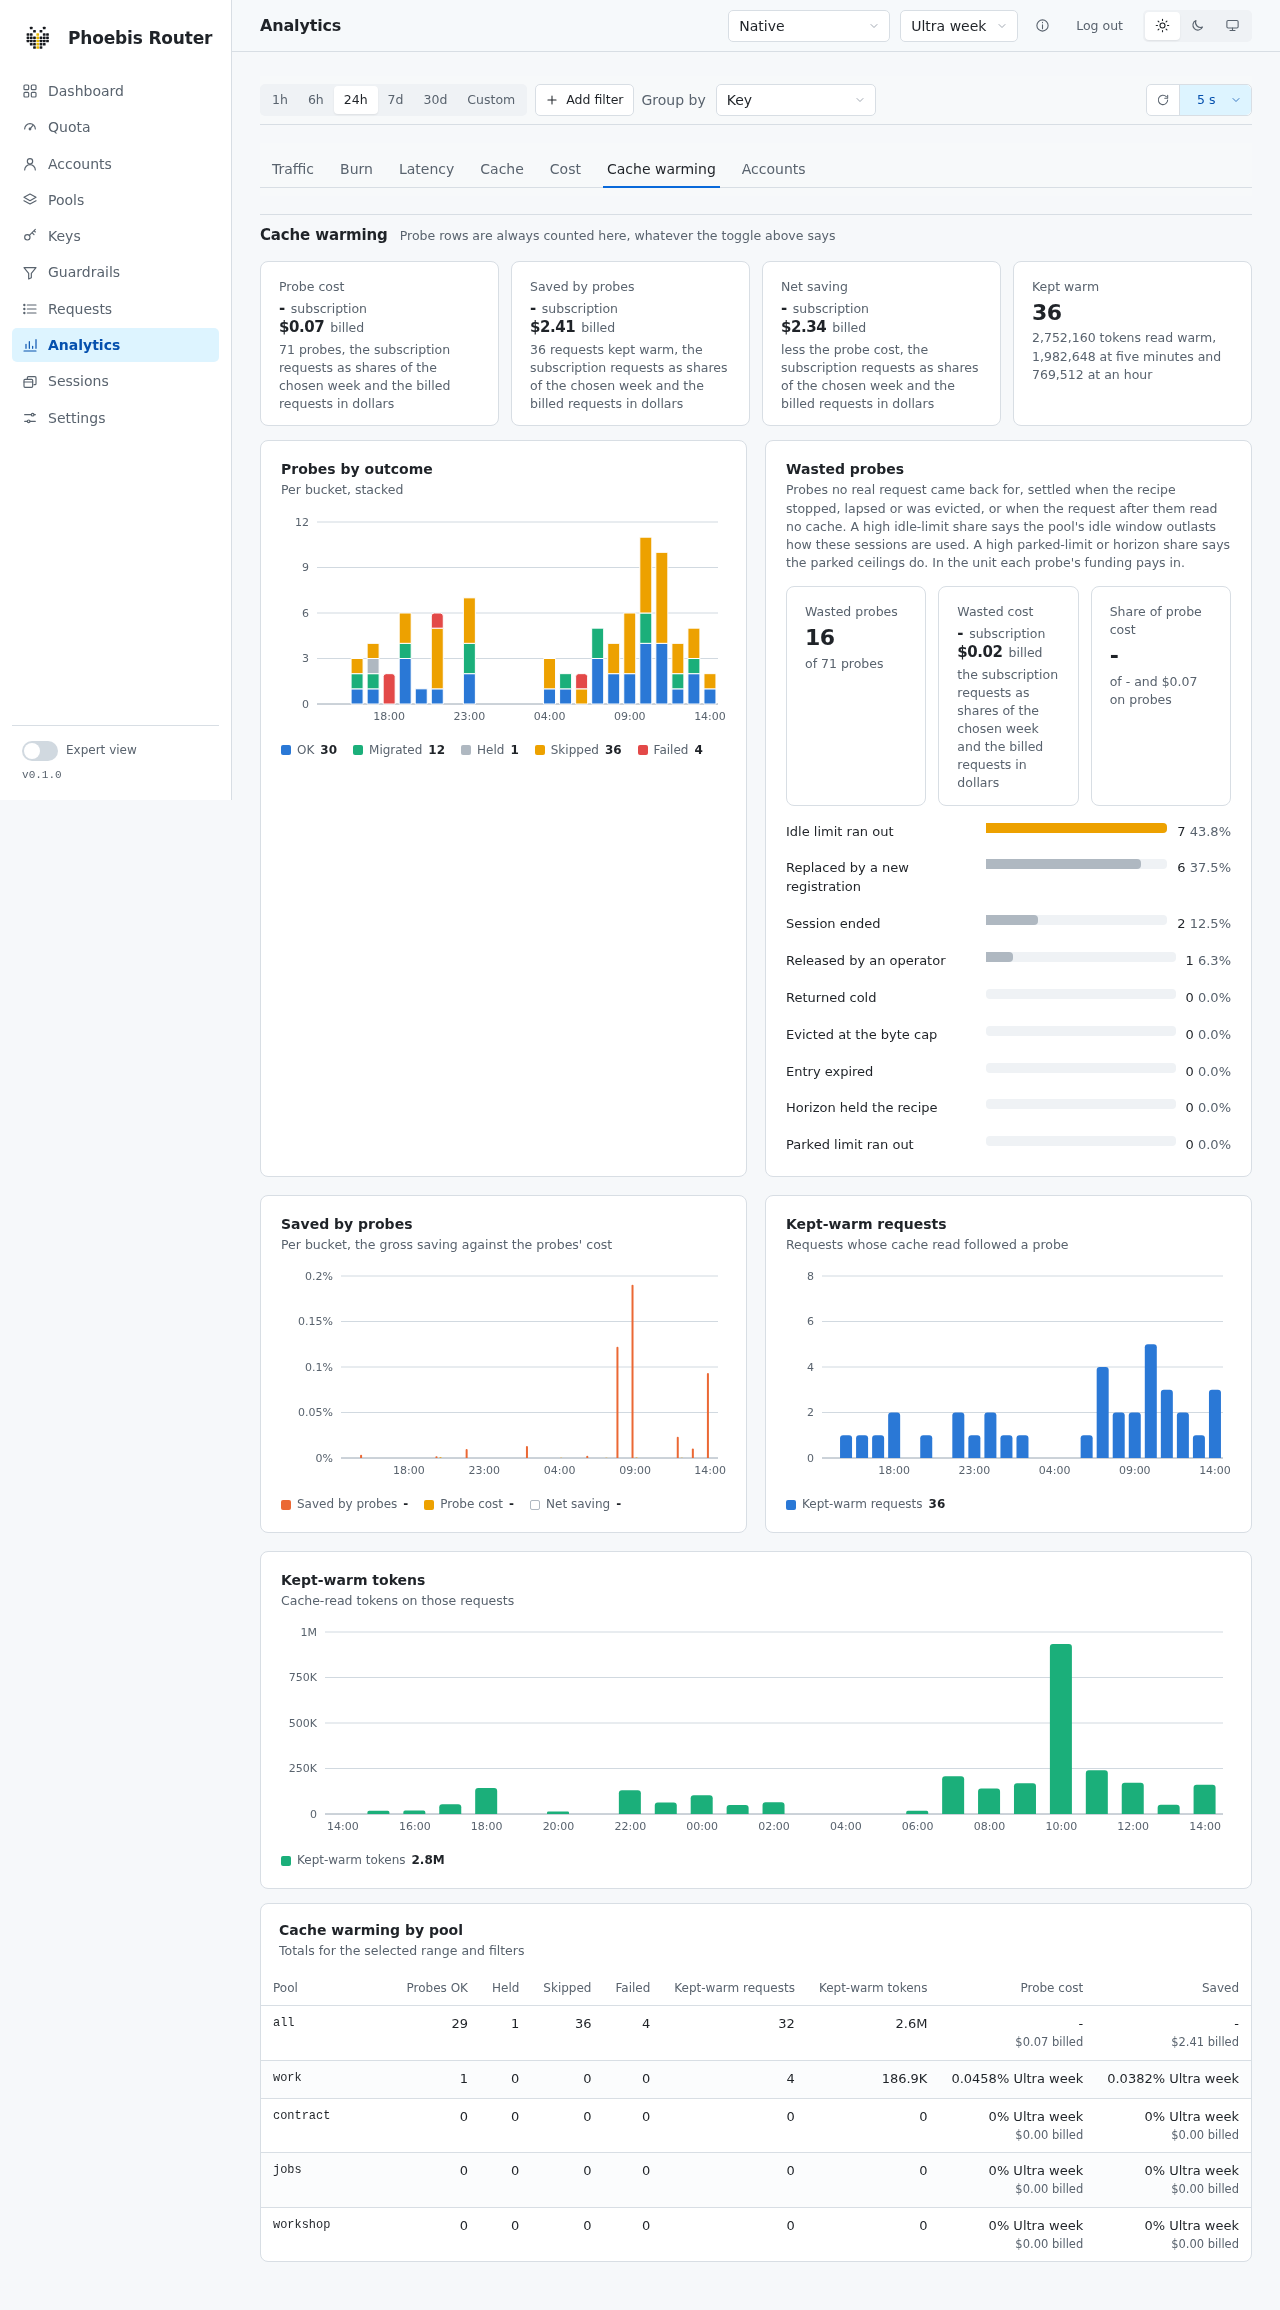 Phoebis Router
Dashboard
Quota
Accounts
Pools
Keys
Guardrails
Requests
Analytics
Sessions
Settings
Expert view
v0.1.0
Analytics
Native
Ultra week
Log out
1h 6h 24h 7d 30d Custom
Add filter
Group by
Key
5 s
Traffic Burn Latency Cache Cost Cache warming Accounts
Cache warming Probe rows are always counted here, whatever the toggle above says
Probe cost
- subscription
$0.07 billed
71 probes, the subscription
requests as shares of the
chosen week and the billed
requests in dollars
Saved by probes
- subscription
$2.41 billed
36 requests kept warm, the
subscription requests as shares
of the chosen week and the
billed requests in dollars
Net saving
- subscription
$2.34 billed
less the probe cost, the
subscription requests as shares
of the chosen week and the
billed requests in dollars
Kept warm
36
2,752,160 tokens read warm,
1,982,648 at five minutes and
769,512 at an hour
Probes by outcome
Per bucket, stacked
12
9
6
3
0
18:00 23:00 04:00 09:00 14:00
OK 30 Migrated 12 Held 1 Skipped 36 Failed 4
Wasted probes
Probes no real request came back for, settled when the recipe
stopped, lapsed or was evicted, or when the request after them read
no cache. A high idle-limit share says the pool's idle window outlasts
how these sessions are used. A high parked-limit or horizon share says
the parked ceilings do. In the unit each probe's funding pays in.
Wasted probes
16
of 71 probes
Wasted cost
- subscription
$0.02 billed
the subscription
requests as
shares of the
chosen week
and the billed
requests in
dollars
Share of probe
cost
-
of - and $0.07
on probes
Idle limit ran out 7 43.8%
Replaced by a new
registration
6 37.5%
Session ended 2 12.5%
Released by an operator 1 6.3%
Returned cold 0 0.0%
Evicted at the byte cap 0 0.0%
Entry expired 0 0.0%
Horizon held the recipe 0 0.0%
Parked limit ran out 0 0.0%
Saved by probes
Per bucket, the gross saving against the probes' cost
0.2%
0.15%
0.1%
0.05%
0%
18:00 23:00 04:00 09:00 14:00
Saved by probes - Probe cost - Net saving -
Kept-warm requests
Requests whose cache read followed a probe
8
6
4
2
0
18:00 23:00 04:00 09:00 14:00
Kept-warm requests 36
Kept-warm tokens
Cache-read tokens on those requests
1M
750K
500K
250K
0
14:00 16:00 18:00 20:00 22:00 00:00 02:00 04:00 06:00 08:00 10:00 12:00 14:00
Kept-warm tokens 2.8M
Cache warming by pool
Totals for the selected range and filters
Pool Probes OK Held Skipped Failed Kept-warm requests Kept-warm tokens Probe cost Saved
all 29 1 36 4 32 2.6M - -
$0.07 billed $2.41 billed
work 1 0 0 0 4 186.9K 0.0458% Ultra week 0.0382% Ultra week
contract 0 0 0 0 0 0 0% Ultra week 0% Ultra week
$0.00 billed $0.00 billed
jobs 0 0 0 0 0 0 0% Ultra week 0% Ultra week
$0.00 billed $0.00 billed
workshop 0 0 0 0 0 0 0% Ultra week 0% Ultra week
$0.00 billed $0.00 billed